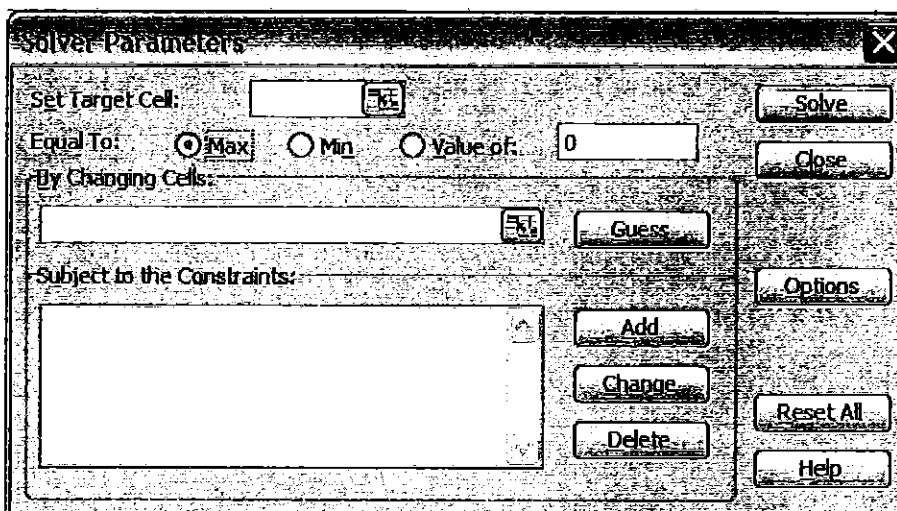 Solver Parameters
Set Target Cell:
Solve
Equal To: Max Min Value of: 0
Close
By Changing Cells:
Guess
Subject to the Constraints:
Options
Add
Change
Reset All
Delete
Help